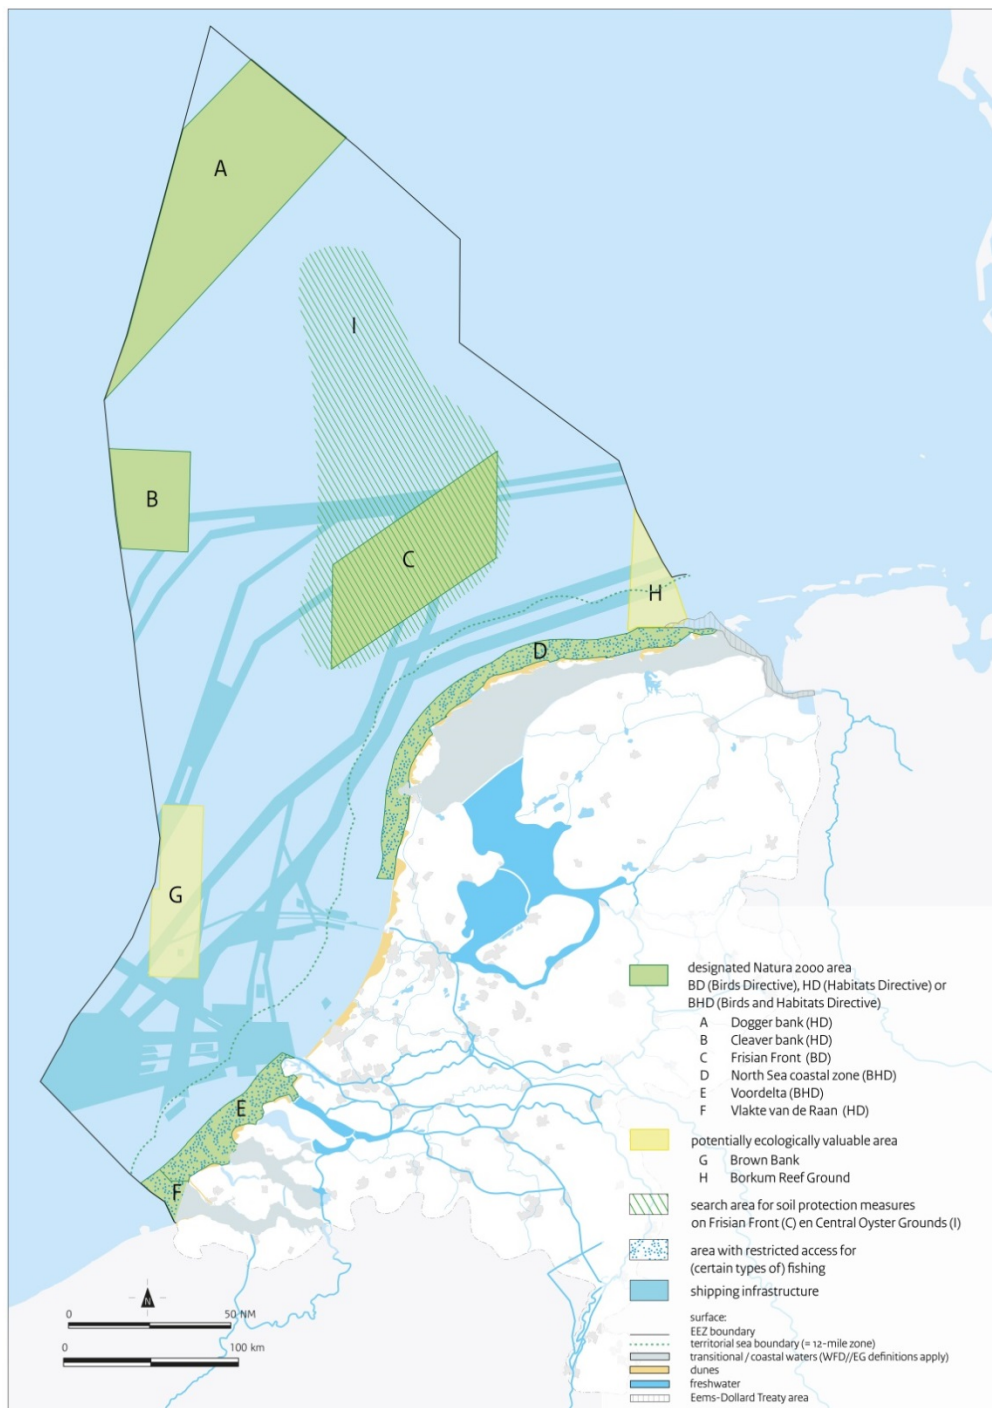 A
I
B
C
H
D
G
E
F
N
0 50 NM
0 100 km
designated Natura 2000 area
BD (Birds Directive), HD (Habitats Directive) or
BHD (Birds and Habitats Directive)
A Dogger bank (HD)
B Cleaver bank (HD)
C Frisian Front (BD)
D North Sea coastal zone (BHD)
E Voordelta (BHD)
F Vlakte van de Raan (HD)
potentially ecologically valuable area
G Brown Bank
H Borkum Reef Ground
search area for soil protection measures
on Frisian Front (C) en Central Oyster Grounds (I)
area with restricted access for
(certain types of) fishing
shipping infrastructure
surface:
EEZ boundary
territorial sea boundary (= 12-mile zone)
transitional / coastal waters (WFD//EG definitions apply)
dunes
freshwater
Eems-Dollard Treaty area